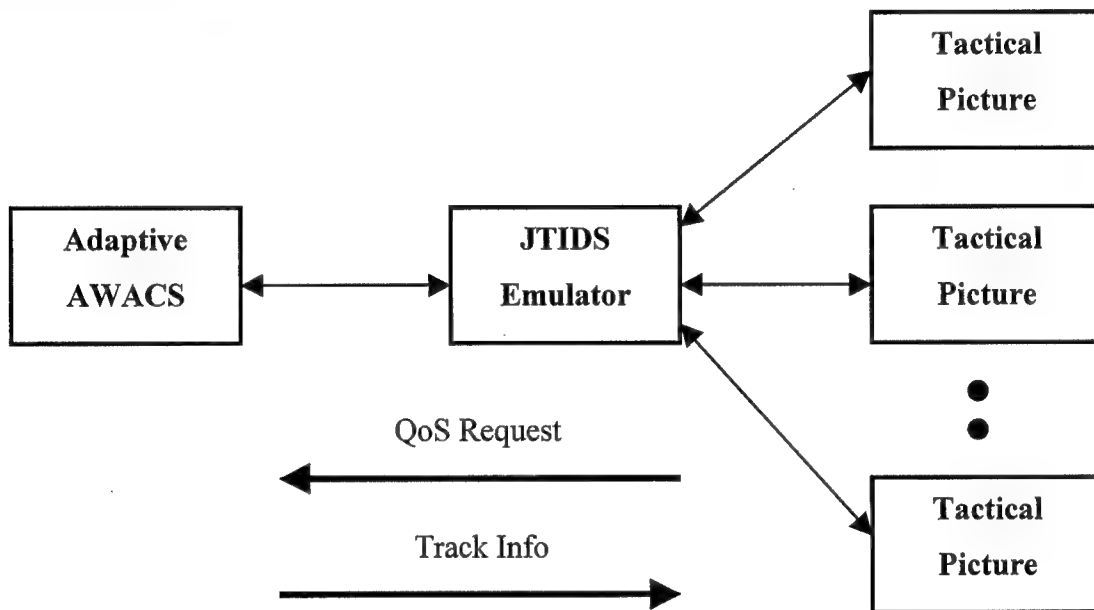 Tactical
Picture
Adaptive
AWACS
JTIDS
Emulator
Tactical
Picture
QoS Request
Track Info
Tactical
Picture